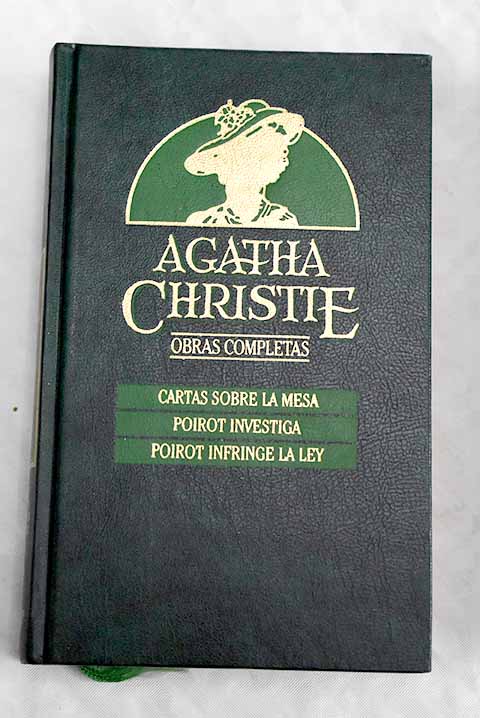 AGATHA
CHRISTIE
OBRAS COMPLETAS
CARTAS SOBRE LA MESA
POIROT INVESTIGA
POIROT INFRINGE LA LEY